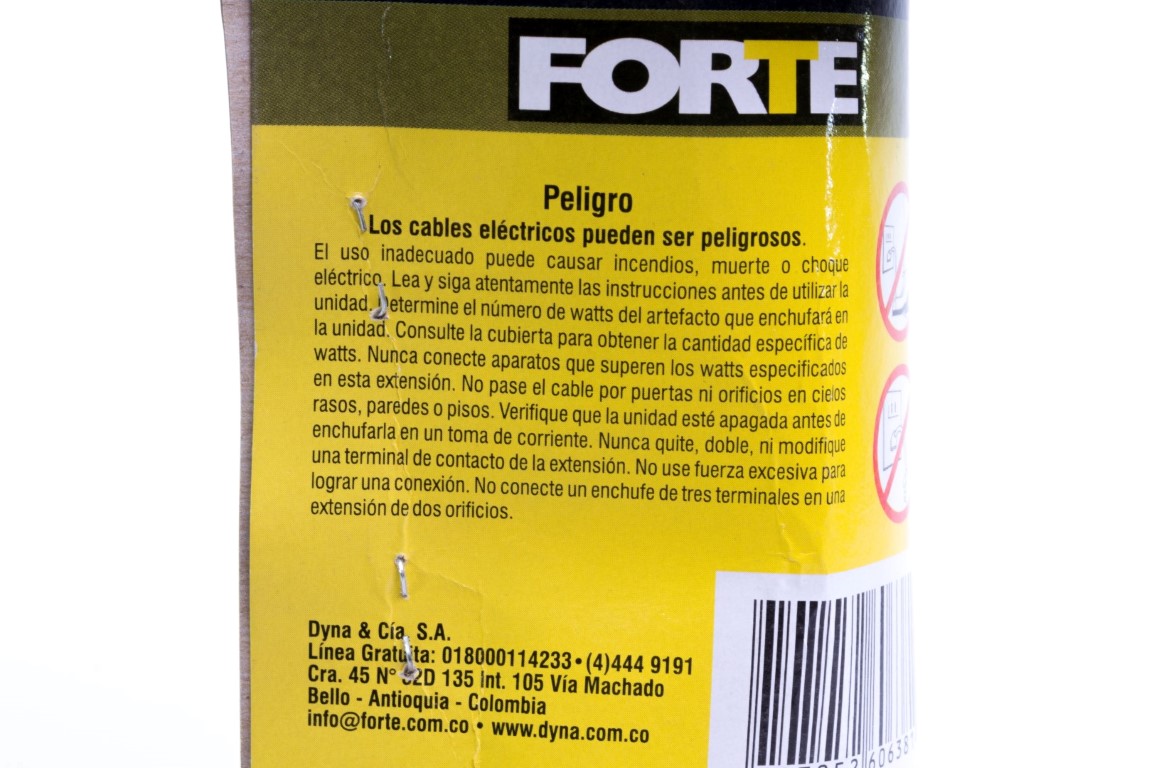 FORTE
Peligro
Los cables eléctricos pueden ser peligrosos.
El uso inadecuado puede causar incendios, muerte o choque
eléctrico. Lea y siga atentamente las instrucciones antes de utilizar la
unidad. Determine el número de watts del artefacto que enchufará en
la unidad. Consulte la cubierta para obtener la cantidad específica de
watts. Nunca conecte aparatos que superen los watts especificados
en esta extensión. No pase el cable por puertas ni orificios en cielos
rasos, paredes o pisos. Verifique que la unidad esté apagada antes de
enchufarla en un toma de corriente. Nunca quite, doble, ni modifique
una terminal de contacto de la extensión. No use fuerza excesiva para
lograr una conexión. No conecte un enchufe de tres terminales en una
extensión de dos orificios.
Dyna & Cía. S.A.
Línea Gratuita: 018000114233 • (4)444 9191
Cra. 45 N° 135 Int. 105 Vía Machado
Bello - Antioquia - Colombia
info@forte.com.co • www.dyna.com.co